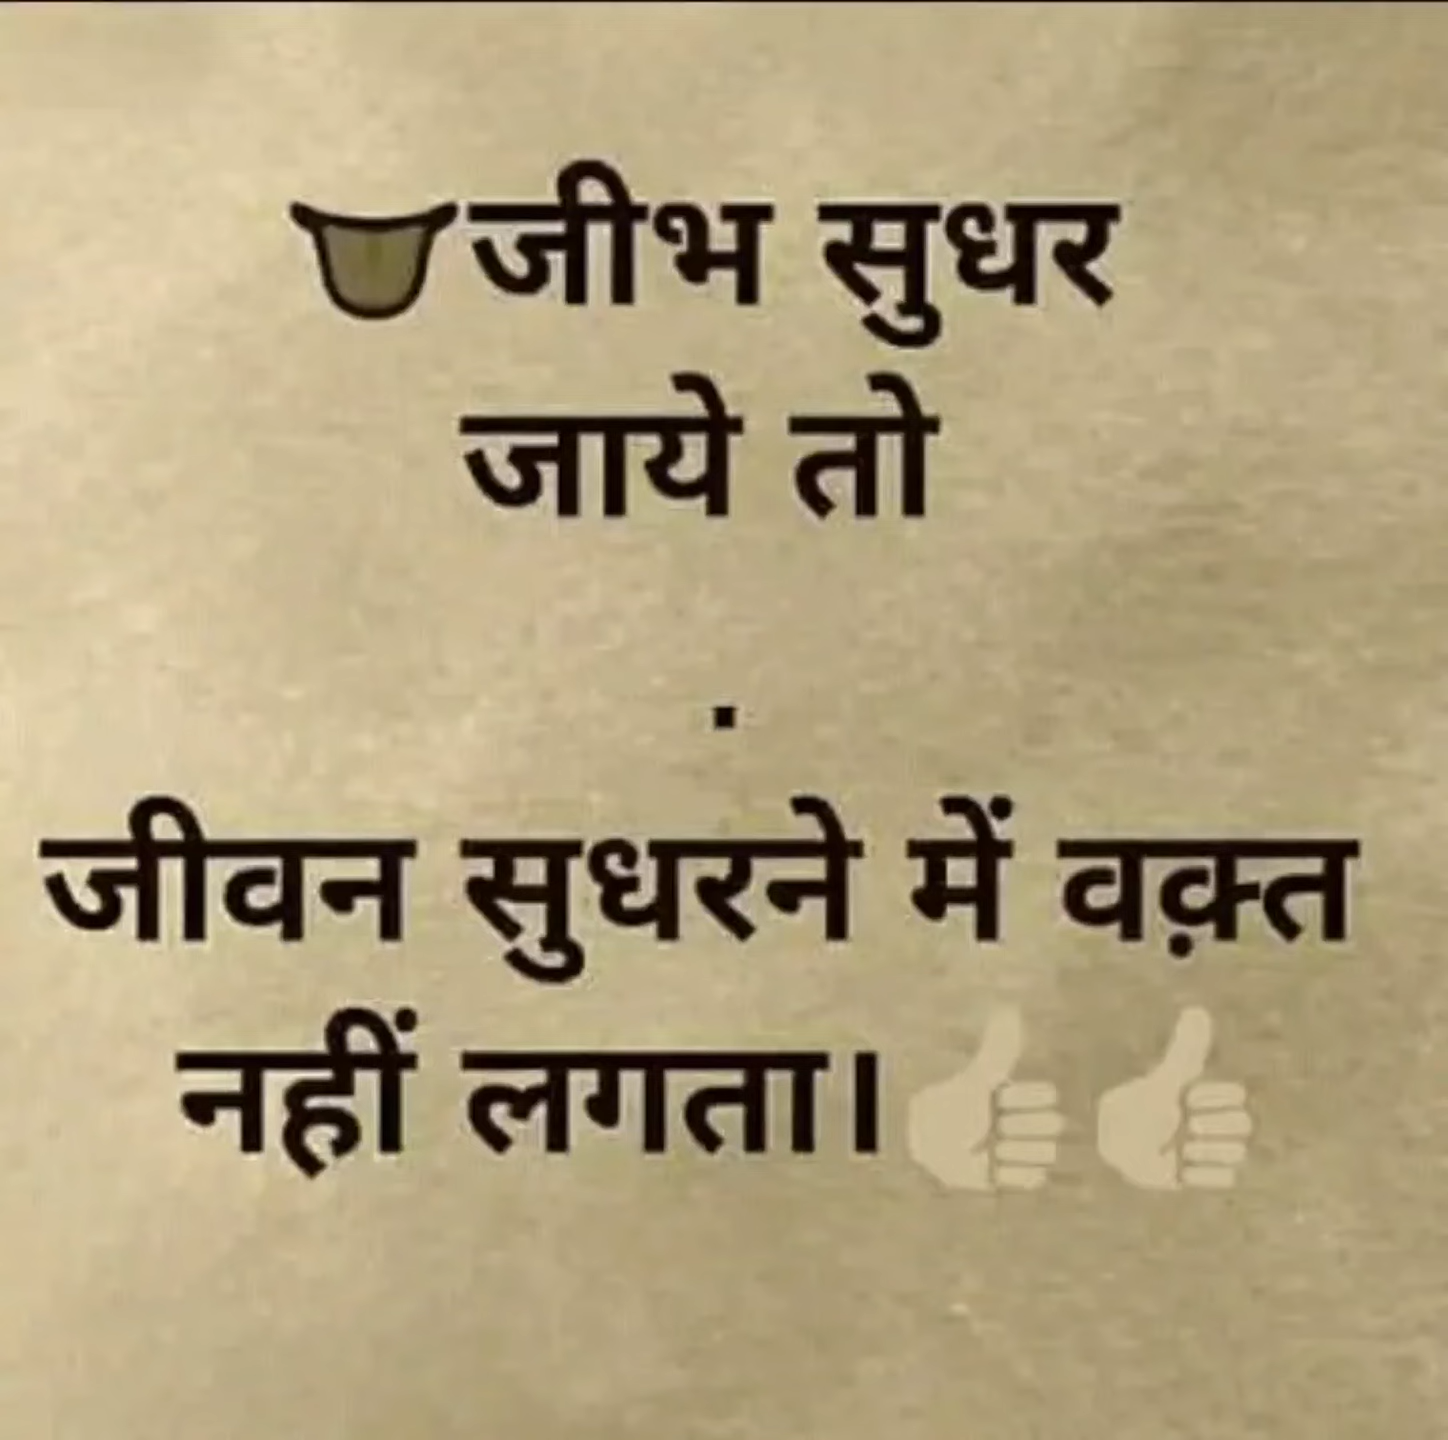 👅जीभ सुधर
जाये तो
.
जीवन सुधरने में वक़्त
नहीं लगता।👍👍